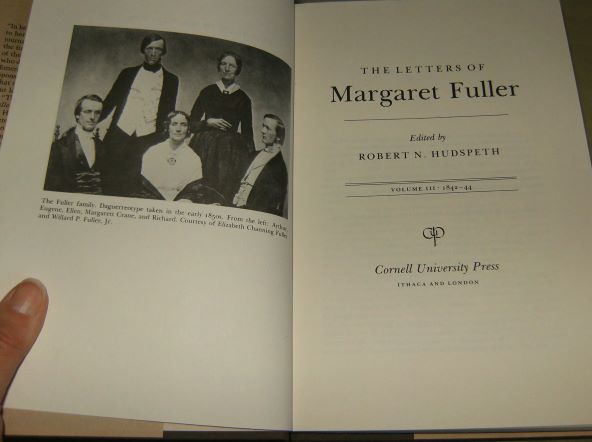 The Fuller family. Daguerreotype taken in the early 1850s. From the left: Arthur,
Eugene, Ellen, Margarett Crane, and Richard. Courtesy of Elizabeth Channing Fuller
and Willard P. Fuller, Jr.
THE LETTERS OF
Margaret Fuller
Edited by
ROBERT N. HUDSPETH
VOLUME III · 1842–44
Cornell University Press
ITHACA AND LONDON